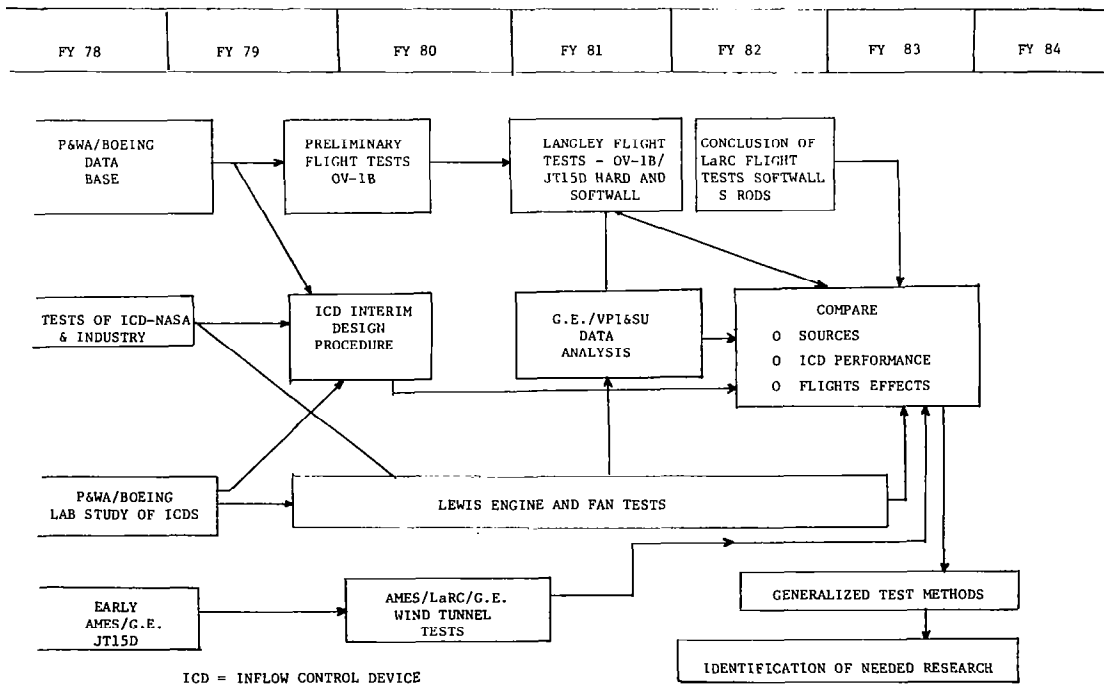 FY 78 FY 79 FY 80 FY 81 FY 82 FY 83 FY 84
P&WA/BOEING
DATA
BASE
PRELIMINARY
FLIGHT TESTS
OV-1B
LANGLEY FLIGHT
TESTS - OV-1B/
JT15D HARD AND
SOFTWALL
CONCLUSION OF
LaRC FLIGHT
TESTS SOFTWALL
S RODS
TESTS OF ICD-NASA
& INDUSTRY
ICD INTERIM
DESIGN
PROCEDURE
G.E./VPI&SU
DATA
ANALYSIS
COMPARE
O SOURCES
O ICD PERFORMANCE
O FLIGHTS EFFECTS
P&WA/BOEING
LAB STUDY OF ICDS
LEWIS ENGINE AND FAN TESTS
EARLY
AMES/G.E.
JT15D
AMES/LaRC/G.E.
WIND TUNNEL
TESTS
GENERALIZED TEST METHODS
IDENTIFICATION OF NEEDED RESEARCH
ICD = INFLOW CONTROL DEVICE